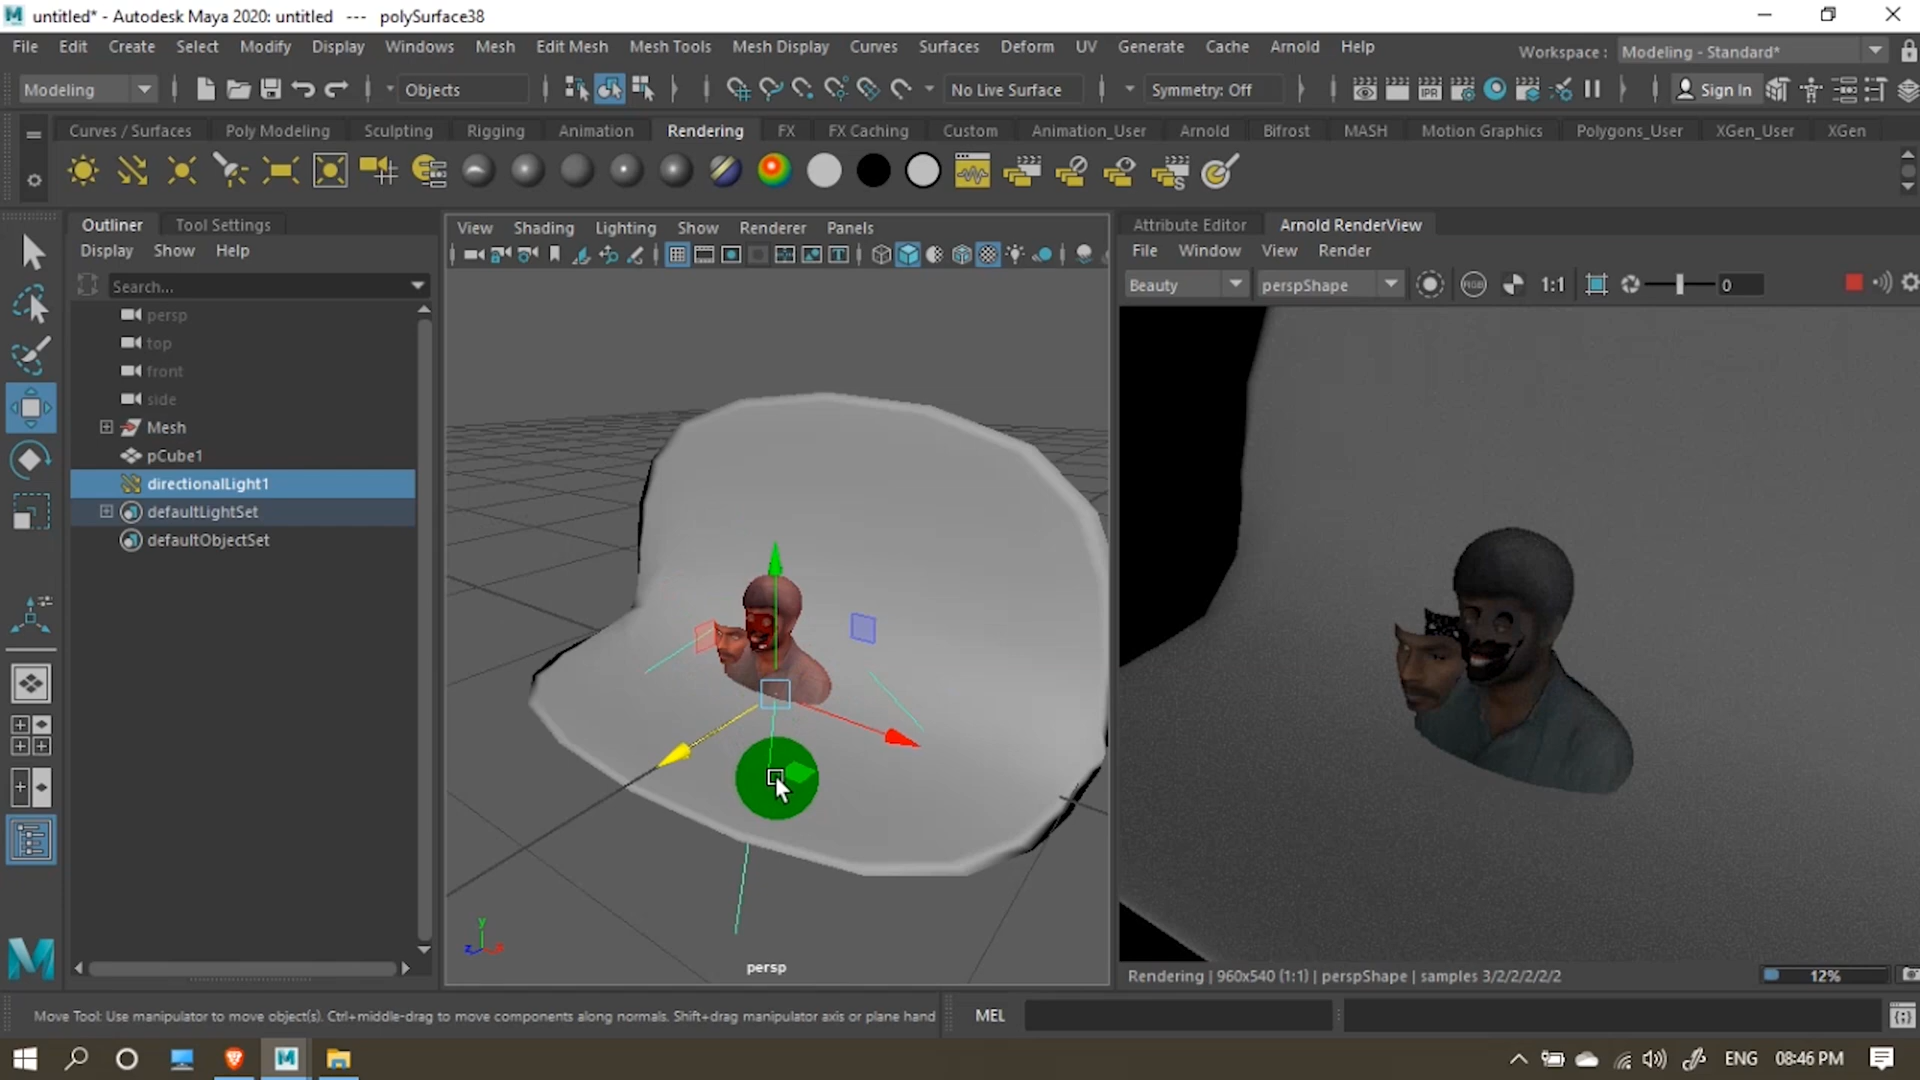 untitled* - Autodesk Maya 2020: untitled   ---   polySurface38
File Edit Create Select Modify Display Windows Mesh Edit Mesh Mesh Tools Mesh Display Curves Surfaces Deform UV Generate Cache Arnold Help
Workspace : Modeling - Standard*
Modeling Objects No Live Surface Symmetry: Off IPR Sign In
Curves / Surfaces Poly Modeling Sculpting Rigging Animation Rendering FX FX Caching Custom Animation_User Arnold Bifrost MASH Motion Graphics Polygons_User XGen_User XGen
Outliner Tool Settings
Display Show Help
Search...
persp
top
front
side
Mesh
pCube1
directionalLight1
defaultLightSet
defaultObjectSet
View Shading Lighting Show Renderer Panels
y
z
persp
Attribute Editor Arnold RenderView
File Window View Render
Beauty perspShape RGB 1:1 0
Rendering | 960x540 (1:1) | perspShape | samples 3/2/2/2/2/2
12%
Move Tool: Use manipulator to move object(s). Ctrl+middle-drag to move components along normals. Shift+drag manipulator axis or plane hand
MEL
ENG 08:46 PM